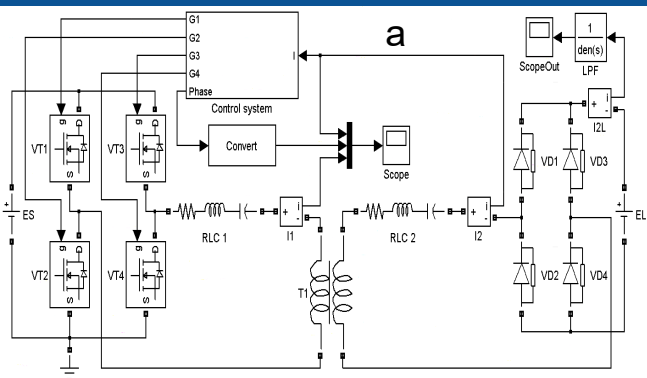 G1
G2
G3
G4
Phase
I
Control system
a
ScopeOut
1
den(s)
LPF
Convert
Scope
VT1
g
D
S
VT3
g
D
S
VD1
VD3
+
i
-
I2L
+
ES
RLC 1
+
i
-
I1
RLC 2
+
i
-
I2
+
EL
VT2
g
D
S
VT4
g
D
S
T1
VD2
VD4